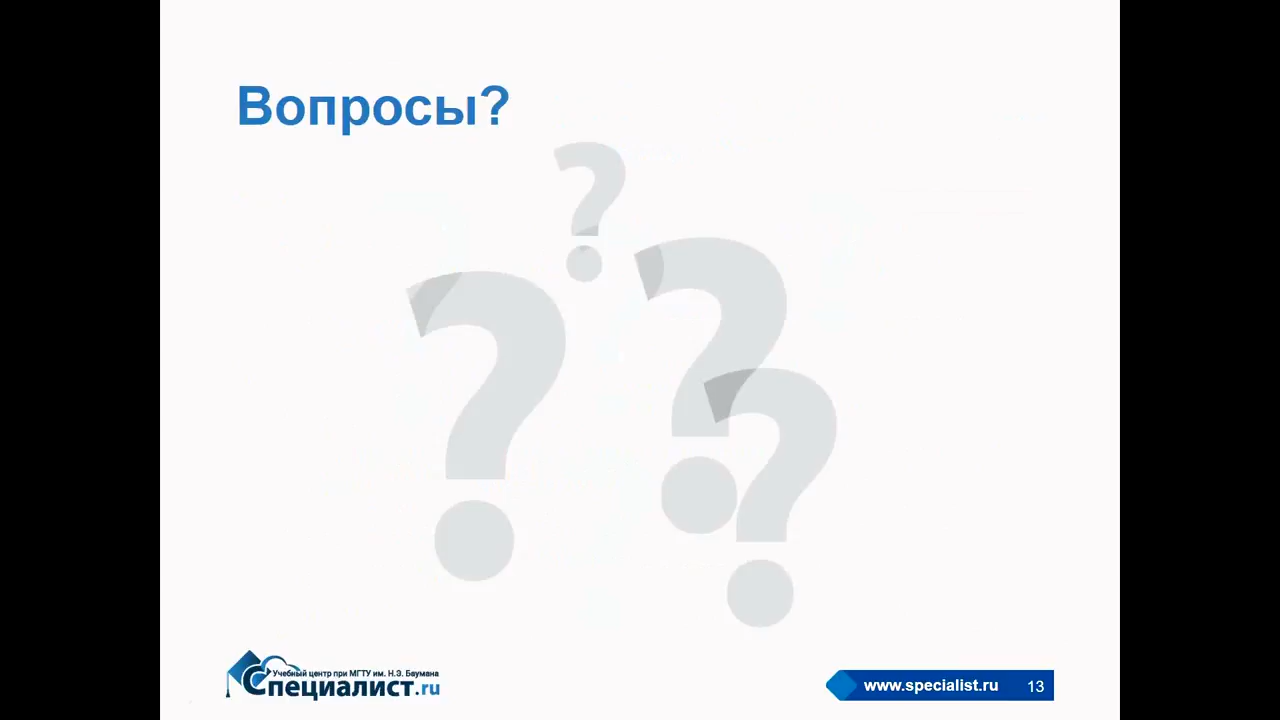 Вопросы?
Учебный центр при МГТУ им. Н.Э. Баумана
Специалист.ru
www.specialist.ru 13